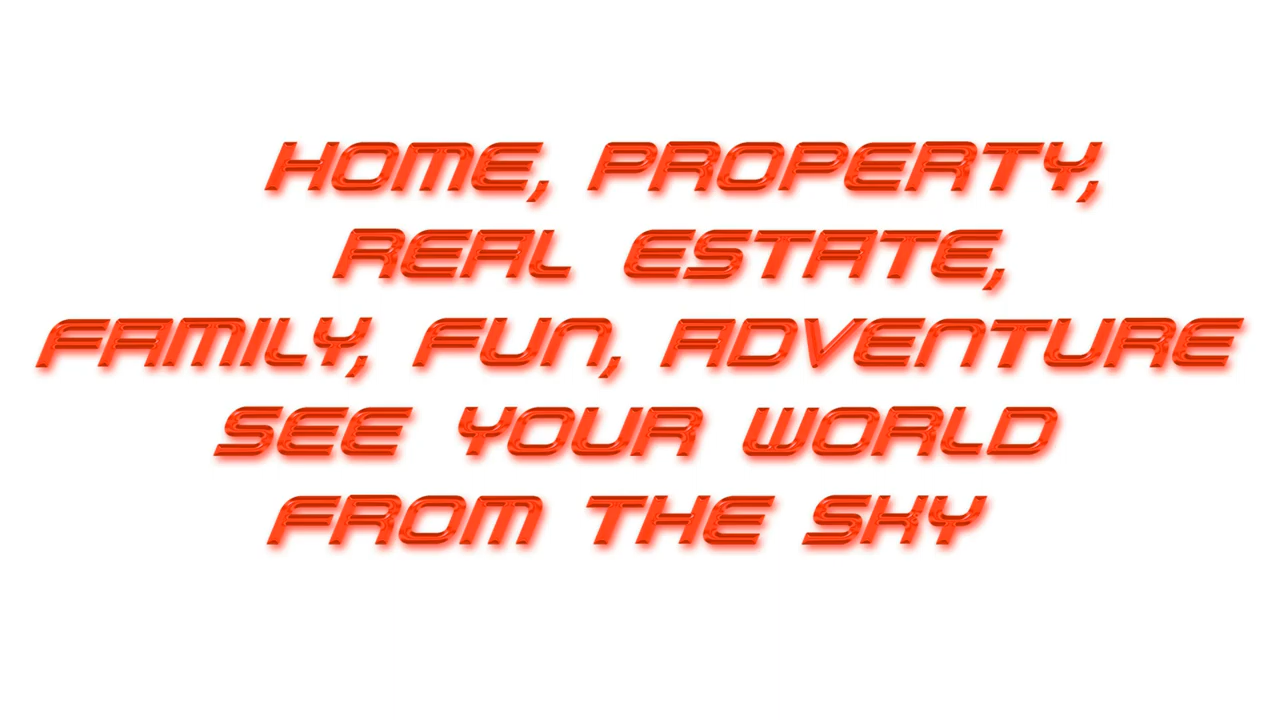 HOME, PROPERTY,
REAL ESTATE,
FAMILY, FUN, ADVENTURE
SEE YOUR WORLD
FROM THE SKY